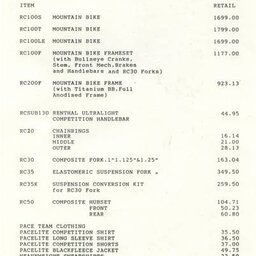 ITEM RETAIL
RC100S MOUNTAIN BIKE 1699.00
RC100T MOUNTAIN BIKE 1799.00
RC100LE MOUNTAIN BIKE 1699.00
RC100F MOUNTAIN BIKE FRAMESET 1177.00
(with Bullseye Cranks,
Stem, Front Mech,Brakes
and Handlebars and RC30 Forks)
RC200F MOUNTAIN BIKE FRAME 923.13
(with Titanium BB.Full
Anodised Frame)
RCSUB130 RENTHAL ULTRALIGHT 44.95
COMPETITION HANDLEBAR
RC20 CHAINRINGS
INNER 16.14
MIDDLE 21.00
OUTER 28.13
RC30 COMPOSITE FORK.1"1.125"&1.25" 163.04
RC35 ELASTOMERIC SUSPENSION FORK 349.50
RC35K SUSPENSION CONVERSION KIT 259.50
for RC30 Fork
RC50 COMPOSITE HUBSET 104.71
FRONT 50.23
REAR 60.80
PACE TEAM CLOTHING
PACELITE COMPETITION SHIRT 35.50
PACELITE LONG SLEEVE SHIRT 36.50
PACELITE COMPETITION SHORTS 37.00
PACELITE BLACKFLEECE JACKET 49.75